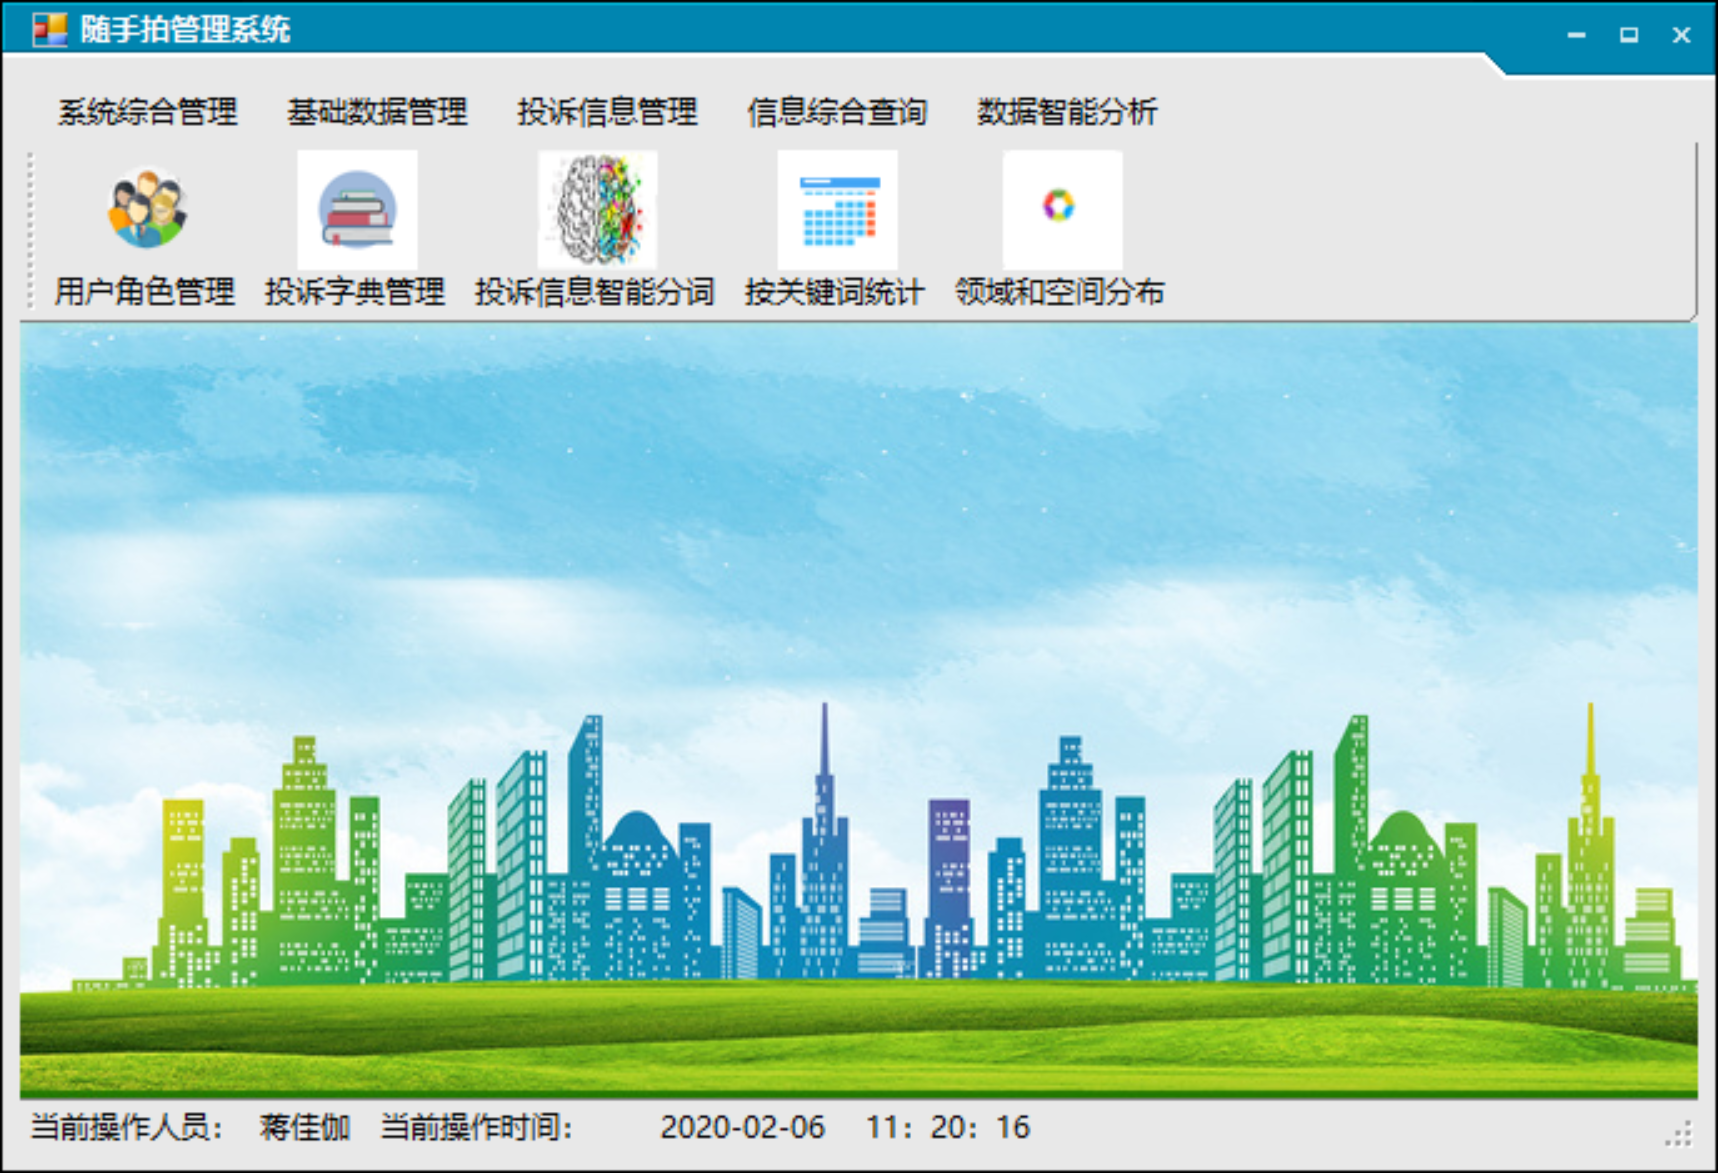 随手拍管理系统
系统综合管理 基础数据管理 投诉信息管理 信息综合查询 数据智能分析
用户角色管理 投诉字典管理 投诉信息智能分词 按关键词统计 领域和空间分布
当前操作人员： 蒋佳伽 当前操作时间： 2020-02-06 11：20：16